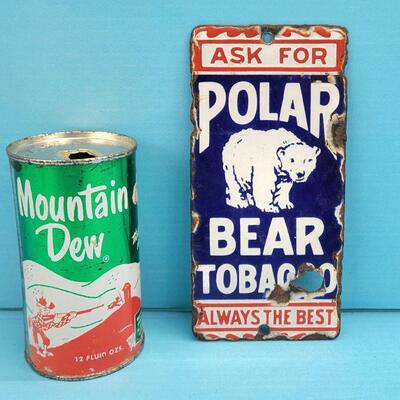 Mountain
Dew®
12 FLUID OZS.
ASK FOR
POLAR
BEAR
TOBACCO
ALWAYS THE BEST